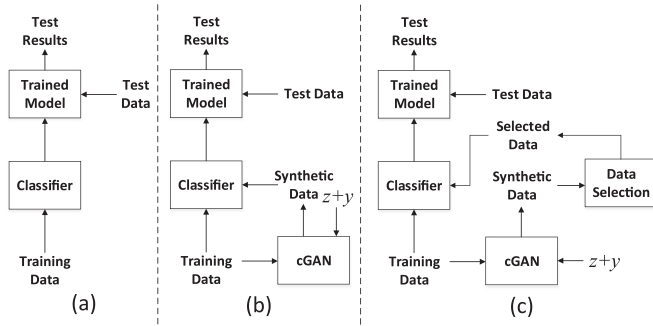 Test
Results
Trained
Model
Test
Data
Classifier
Training
Data
(a)
Test
Results
Trained
Model
Test Data
Classifier
Synthetic
Data
z+y
Training
Data
cGAN
(b)
Test
Results
Trained
Model
Test Data
Selected
Data
Classifier
Synthetic
Data
Data
Selection
Training
Data
cGAN
z+y
(c)